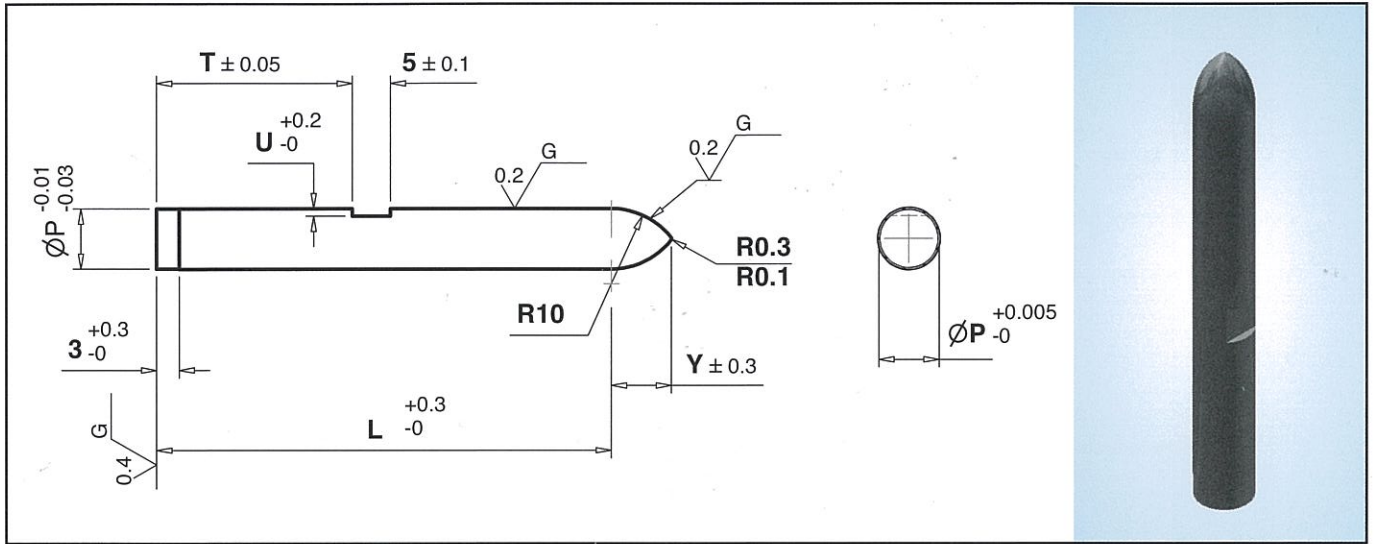 T ± 0.05
5 ± 0.1
U +0.2 -0
G
0.2
G
0.2
ØP -0.01 -0.03
R0.3
R0.1
R10
ØP +0.005 -0
3 +0.3 -0
Y ± 0.3
L +0.3 -0
G
0.4